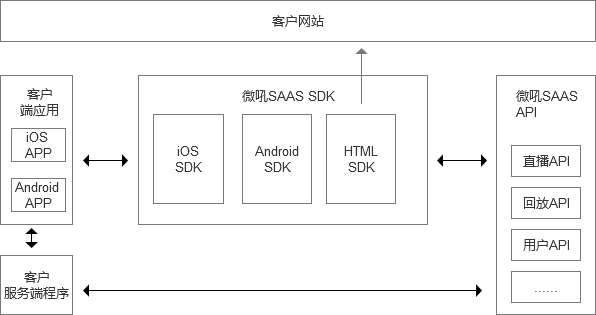 客户网站
客户
端应用
iOS
APP
Android
APP
客户
服务端程序
微吼SAAS SDK
iOS
SDK
Android
SDK
HTML
SDK
微吼SAAS
API
直播API
回放API
用户API
......